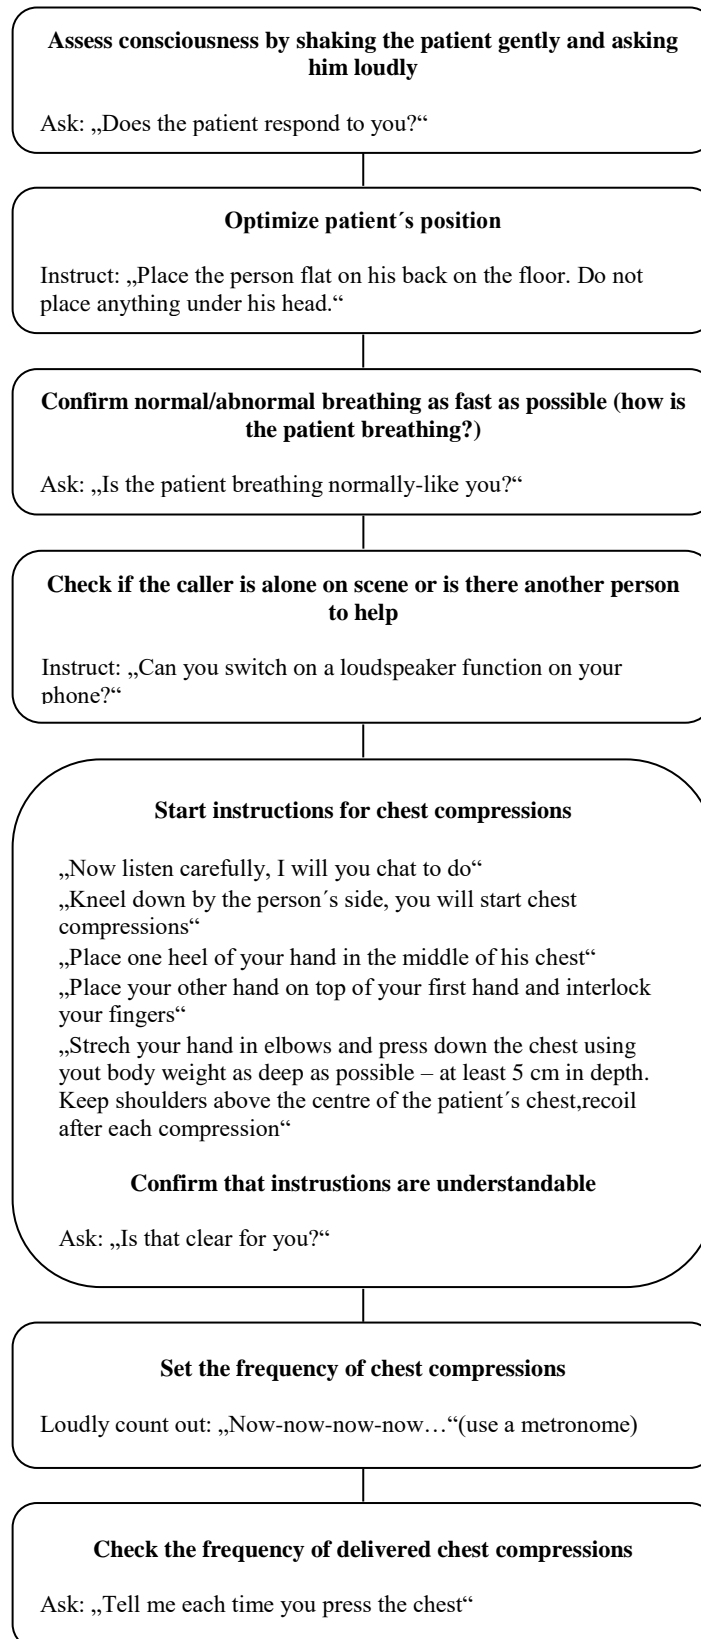 Assess consciousness by shaking the patient gently and asking
him loudly
Ask: „Does the patient respond to you?“
Optimize patient´s position
Instruct: „Place the person flat on his back on the floor. Do not
place anything under his head.“
Confirm normal/abnormal breathing as fast as possible (how is
the patient breathing?)
Ask: „Is the patient breathing normally-like you?“
Check if the caller is alone on scene or is there another person
to help
Instruct: „Can you switch on a loudspeaker function on your
phone?“
Start instructions for chest compressions
„Now listen carefully, I will you chat to do“
„Kneel down by the person´s side, you will start chest
compressions“
„Place one heel of your hand in the middle of his chest“
„Place your other hand on top of your first hand and interlock
your fingers“
„Strech your hand in elbows and press down the chest using
yout body weight as deep as possible – at least 5 cm in depth.
Keep shoulders above the centre of the patient´s chest,recoil
after each compression“
Confirm that instrustions are understandable
Ask: „Is that clear for you?“
Set the frequency of chest compressions
Loudly count out: „Now-now-now-now…“(use a metronome)
Check the frequency of delivered chest compressions
Ask: „Tell me each time you press the chest“